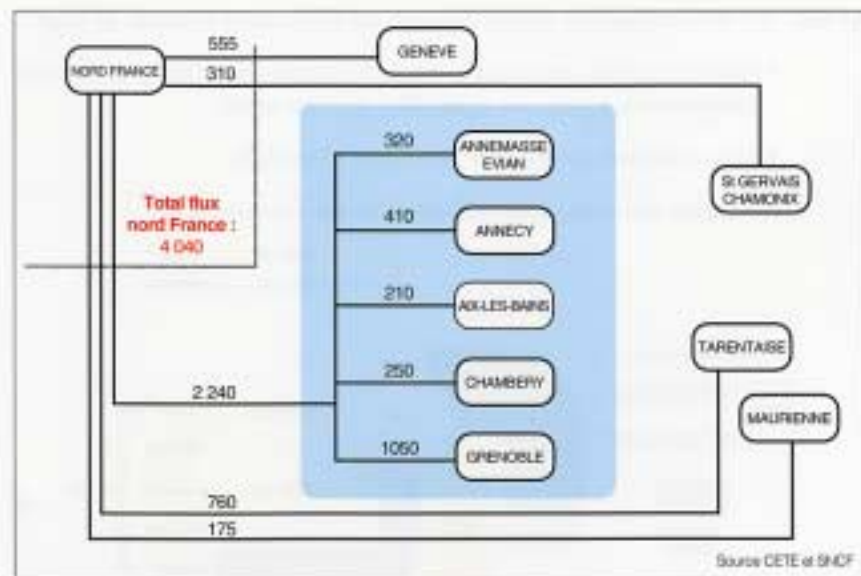 555
GENEVE
NORD FRANCE
310
320
ANNEMASSE
EVIAN
St GERVAIS
CHAMONIX
Total flux
nord France :
4 040
410
ANNECY
210
AIX-LES-BAINS
TARENTAISE
250
CHAMBERY
2 240
MAURIENNE
1050
GRENOBLE
760
175
Source CETE et SNCF